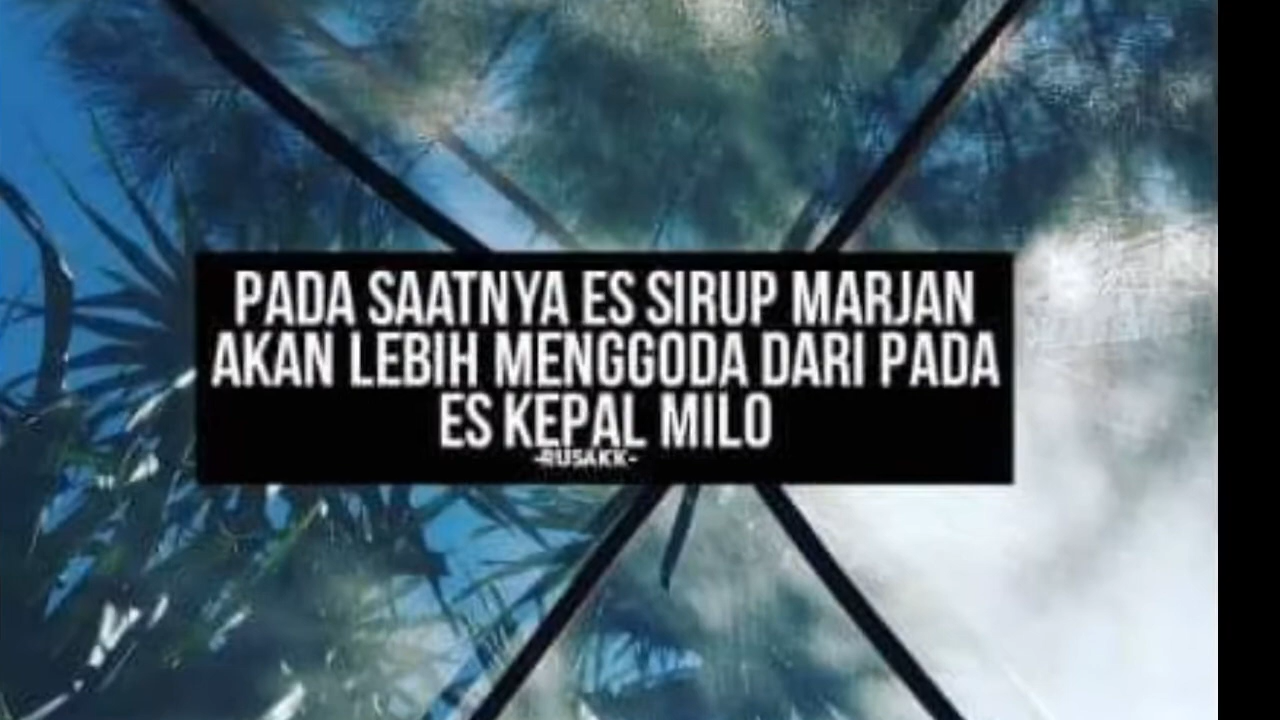 PADA SAATNYA ES SIRUP MARJAN
AKAN LEBIH MENGGODA DARI PADA
ES KEPAL MILO
-RUSAKK-